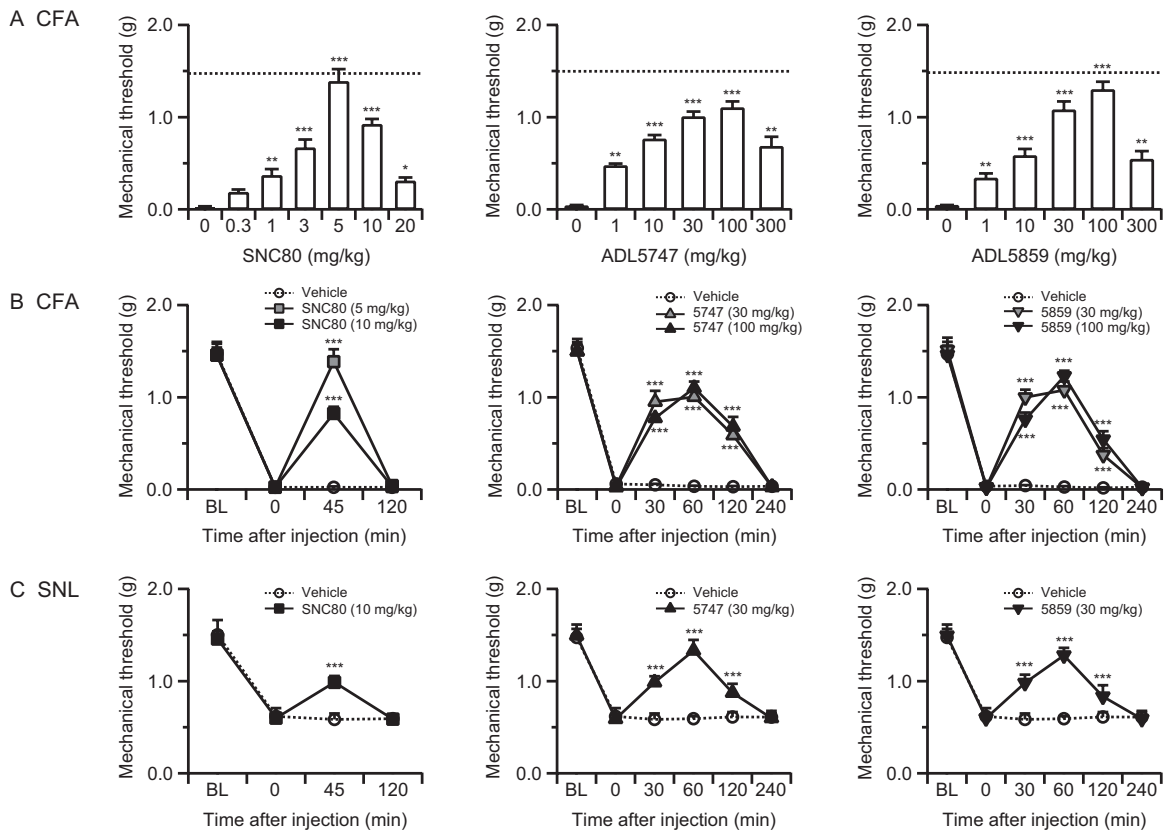 A CFA
Mechanical threshold (g)
2.0
1.0
0.0
***
***
***
**
*
0 0.3 1 3 5 10 20
SNC80 (mg/kg)
Mechanical threshold (g)
2.0
1.0
0.0
**
***
***
***
**
0 1 10 30 100 300
ADL5747 (mg/kg)
Mechanical threshold (g)
2.0
1.0
0.0
**
***
***
***
**
0 1 10 30 100 300
ADL5859 (mg/kg)
B CFA
Mechanical threshold (g)
2.0
1.0
0.0
Vehicle
SNC80 (5 mg/kg)
SNC80 (10 mg/kg)
***
***
BL 0 45 120
Time after injection (min)
Mechanical threshold (g)
2.0
1.0
0.0
Vehicle
5747 (30 mg/kg)
5747 (100 mg/kg)
***
***
***
***
***
***
BL 0 30 60 120 240
Time after injection (min)
Mechanical threshold (g)
2.0
1.0
0.0
Vehicle
5859 (30 mg/kg)
5859 (100 mg/kg)
***
***
***
***
***
***
BL 0 30 60 120 240
Time after injection (min)
C SNL
Mechanical threshold (g)
2.0
1.0
0.0
Vehicle
SNC80 (10 mg/kg)
***
BL 0 45 120
Time after injection (min)
Mechanical threshold (g)
2.0
1.0
0.0
Vehicle
5747 (30 mg/kg)
***
***
***
BL 0 30 60 120 240
Time after injection (min)
Mechanical threshold (g)
2.0
1.0
0.0
Vehicle
5859 (30 mg/kg)
***
***
***
BL 0 30 60 120 240
Time after injection (min)